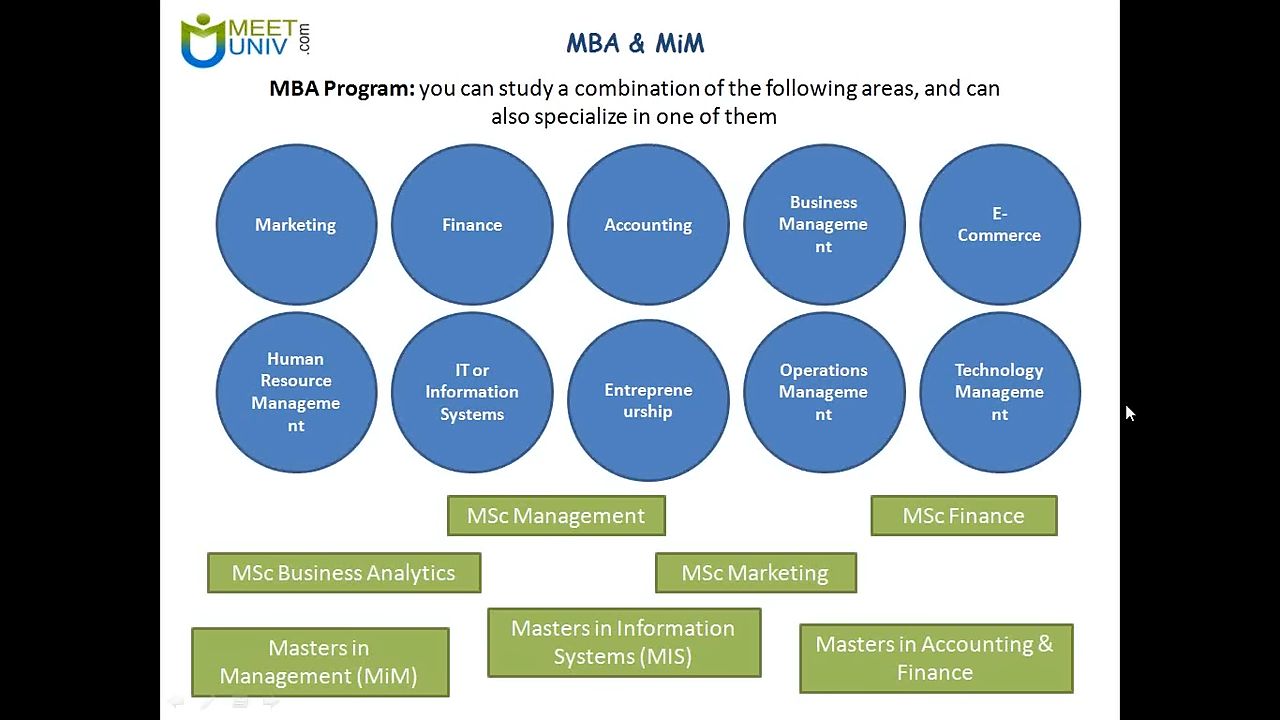 MEET
UNIV
.com
MBA & MiM
MBA Program: you can study a combination of the following areas, and can
also specialize in one of them
Marketing
Finance
Accounting
Business
Manageme
nt
E-
Commerce
Human
Resource
Manageme
nt
IT or
Information
Systems
Entreprene
urship
Operations
Manageme
nt
Technology
Manageme
nt
MSc Management
MSc Finance
MSc Business Analytics
MSc Marketing
Masters in
Management (MiM)
Masters in Information
Systems (MIS)
Masters in Accounting &
Finance